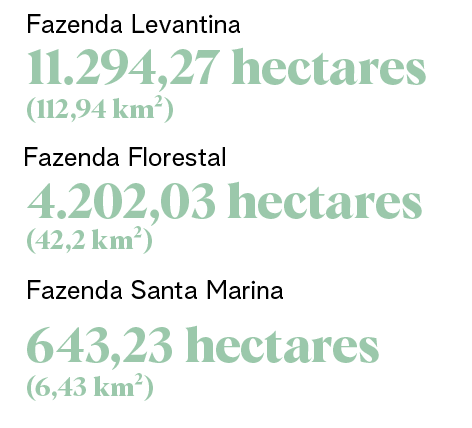 Fazenda Levantina
11.294,27 hectares
(112,94 km²)
Fazenda Florestal
4.202,03 hectares
(42,2 km²)
Fazenda Santa Marina
643,23 hectares
(6,43 km²)